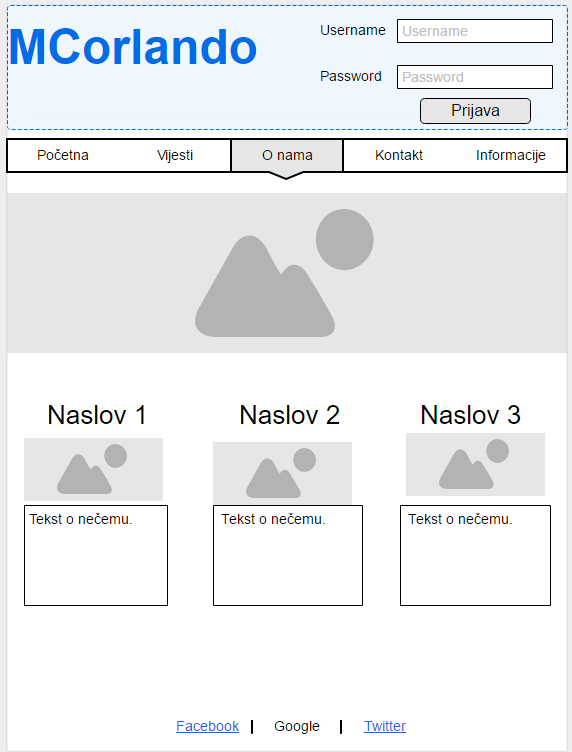 MCorlando
Username Username
Password Password
Prijava
Početna Vijesti O nama Kontakt Informacije
Naslov 1 Naslov 2 Naslov 3
Tekst o nečemu. Tekst o nečemu. Tekst o nečemu.
Facebook | Google | Twitter